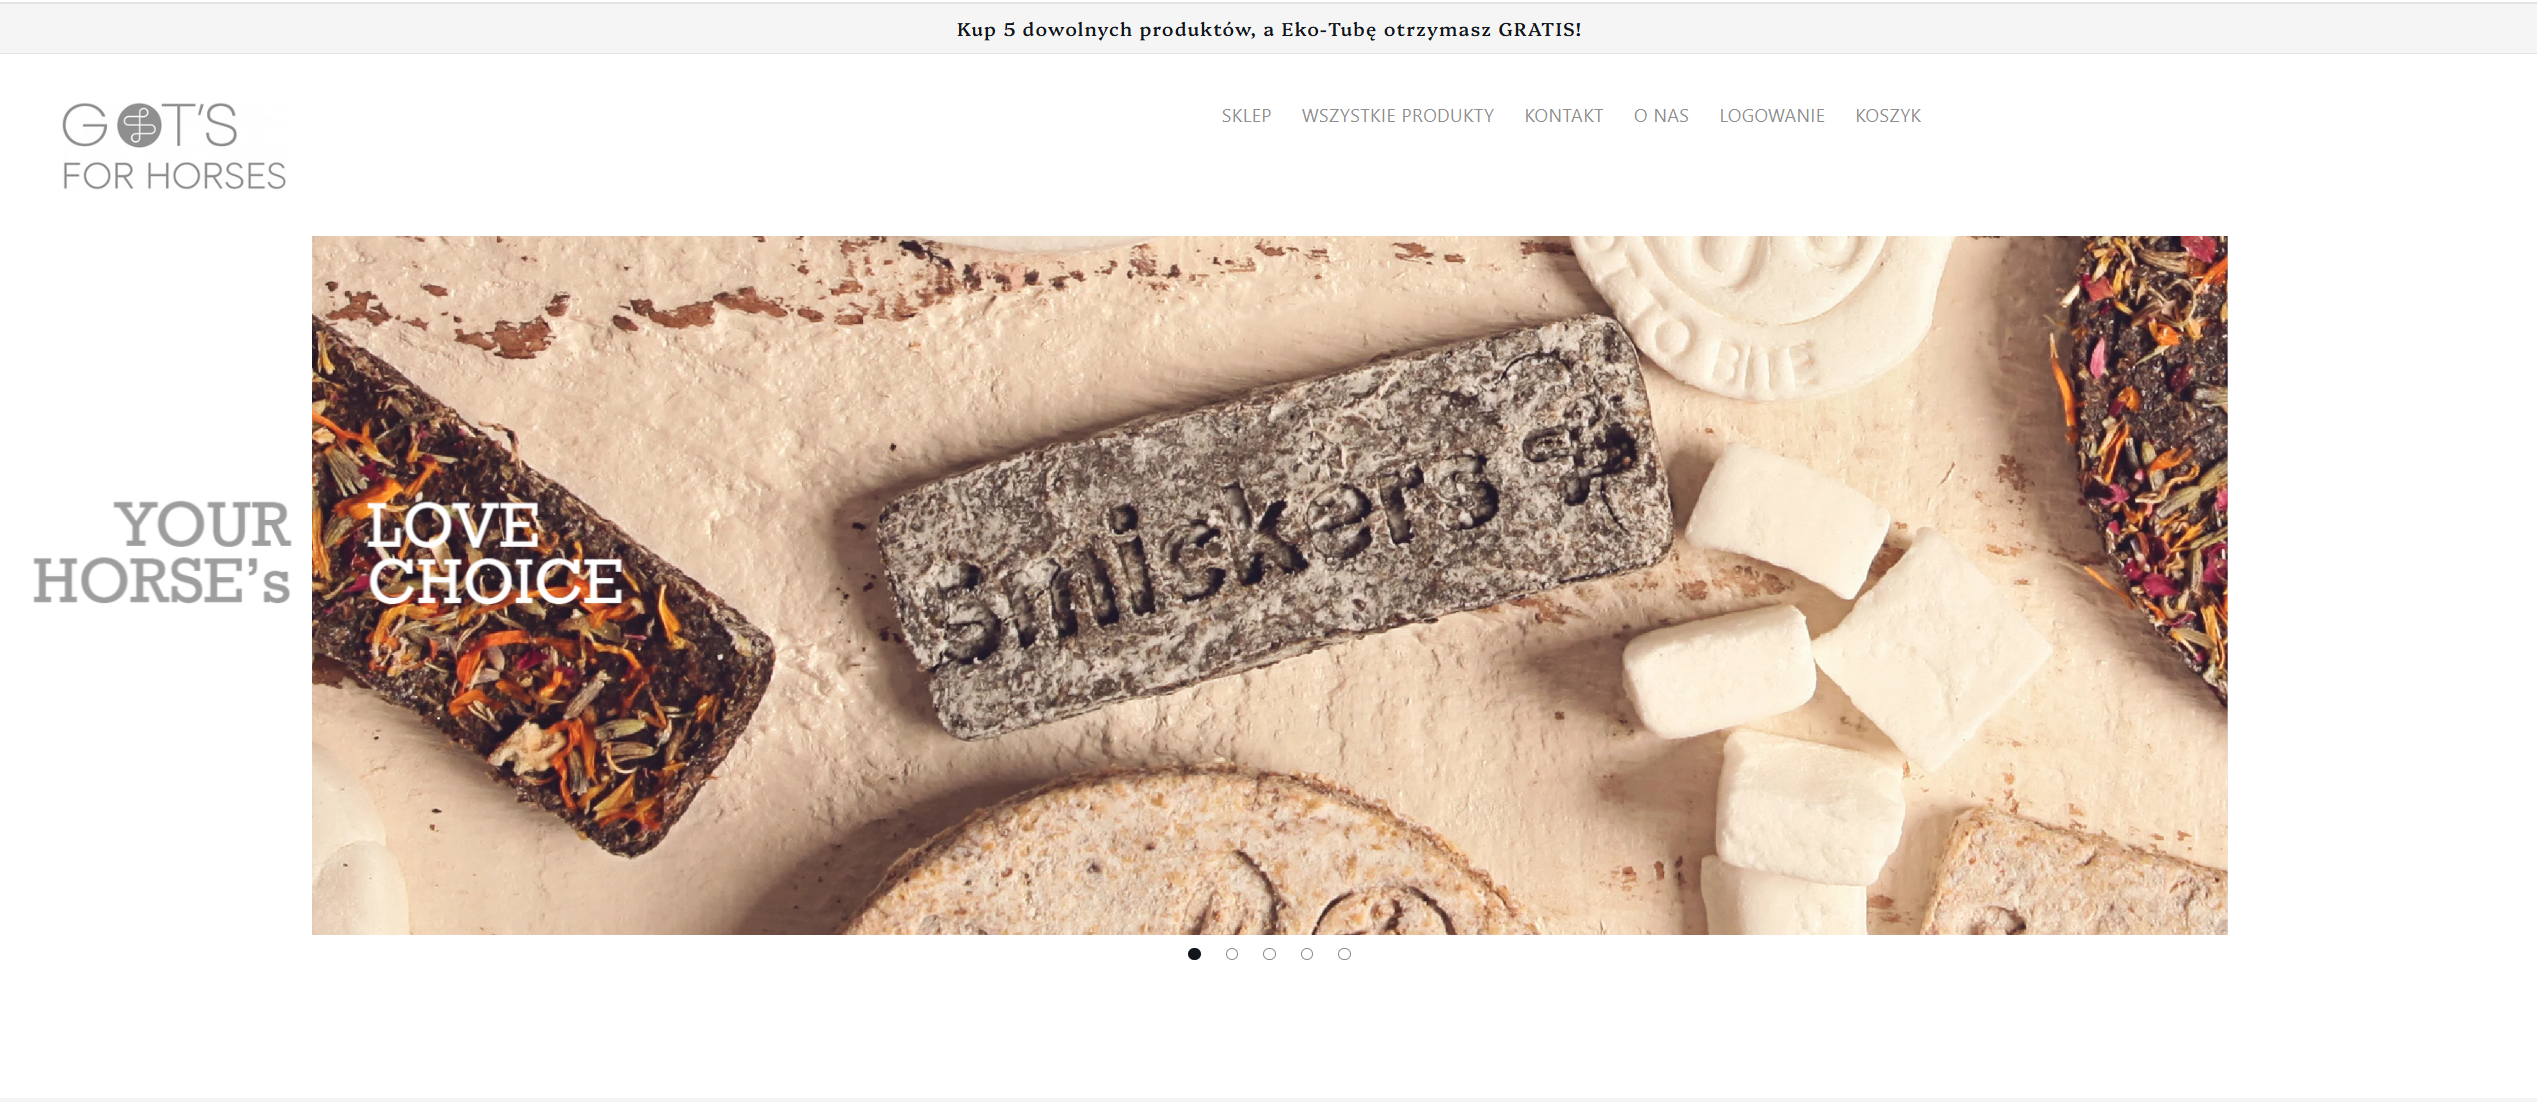 Kup 5 dowolnych produktów, a Eko-Tubę otrzymasz GRATIS!
GOT'S
FOR HORSES
SKLEP WSZYSTKIE PRODUKTY KONTAKT O NAS LOGOWANIE KOSZYK
TO BITE
smickers
YOUR LOVE
HORSE's CHOICE